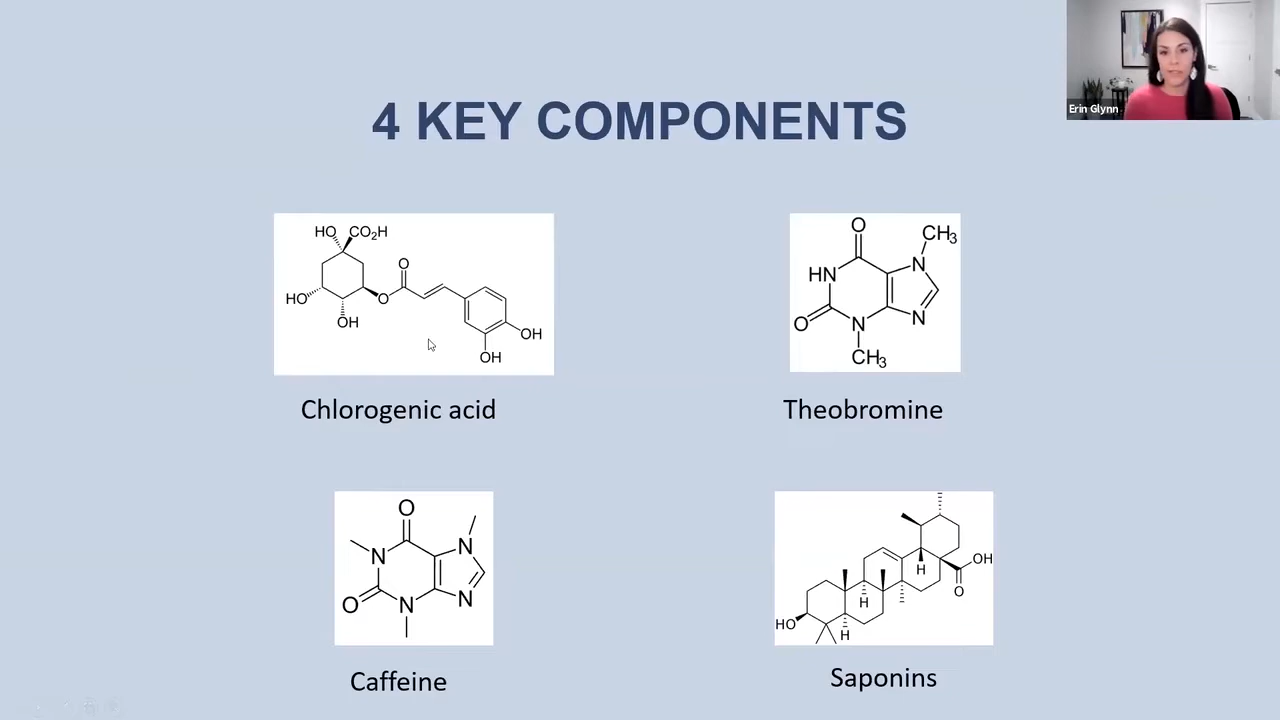 Erin Glynn
4 KEY COMPONENTS
HO CO₂H
O
HO
O
OH
OH
OH
Chlorogenic acid
O
CH₃
N
HN
O
N
N
CH₃
Theobromine
O
N
N
O
N
N
Caffeine
OH
H
O
H
HO
H
Saponins